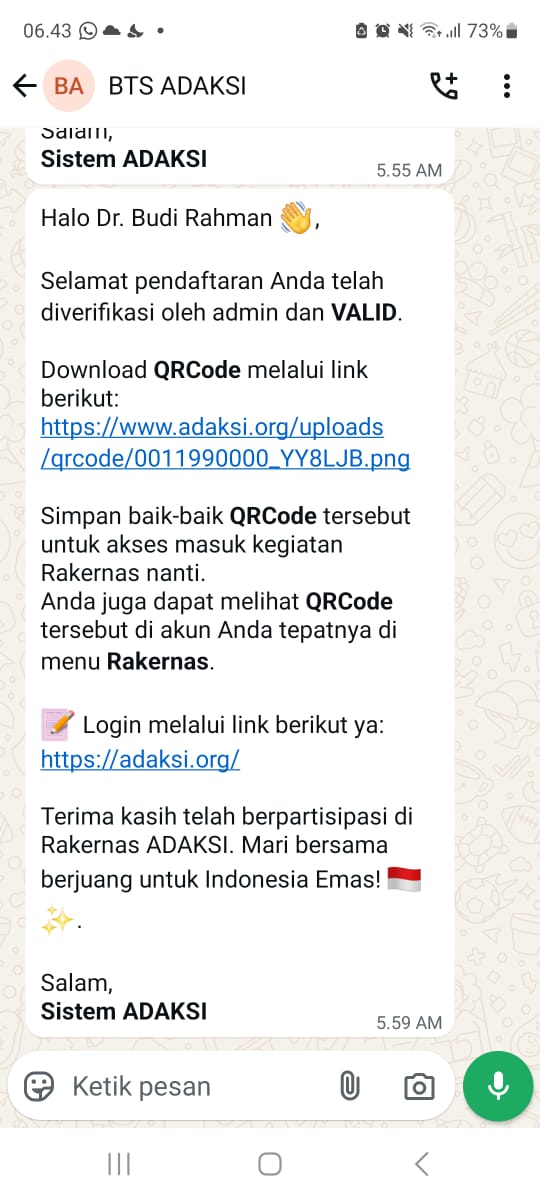 06.43
73%
BA
BTS ADAKSI
Salam,
Sistem ADAKSI
5.55 AM
Halo Dr. Budi Rahman 👋,
Selamat pendaftaran Anda telah
diverifikasi oleh admin dan VALID.
Download QRCode melalui link
berikut:
https://www.adaksi.org/uploads
/qrcode/0011990000_YY8LJB.png
Simpan baik-baik QRCode tersebut
untuk akses masuk kegiatan
Rakernas nanti.
Anda juga dapat melihat QRCode
tersebut di akun Anda tepatnya di
menu Rakernas.
📝 Login melalui link berikut ya:
https://adaksi.org/
Terima kasih telah berpartisipasi di
Rakernas ADAKSI. Mari bersama
berjuang untuk Indonesia Emas! 🇮🇩
✨.
Salam,
Sistem ADAKSI
5.59 AM
Ketik pesan